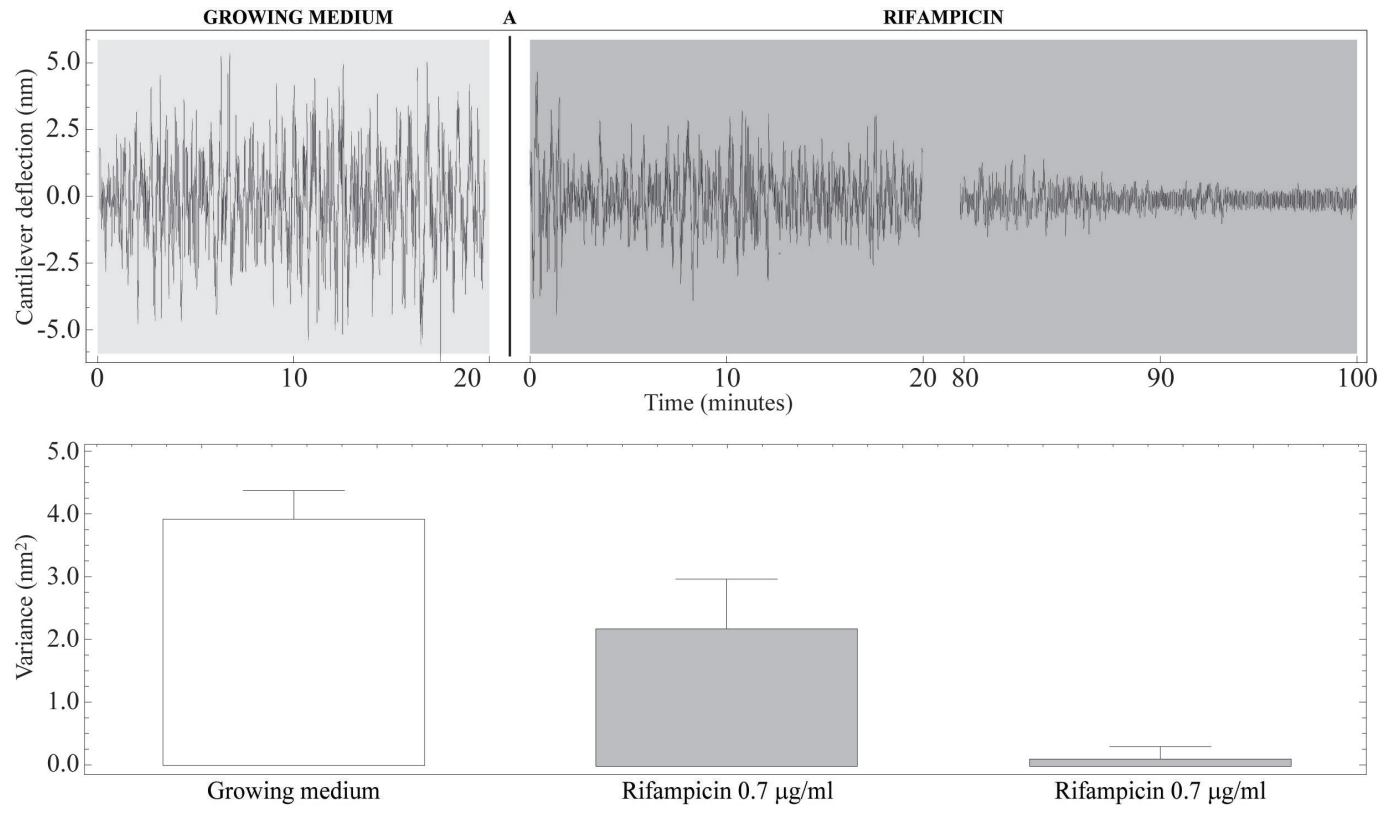 GROWING MEDIUM A RIFAMPICIN
Cantilever deflection (nm)
5.0
2.5
0.0
-2.5
-5.0
0 10 20 0 10 20 80 90 100
Time (minutes)
Variance (nm²)
5.0
4.0
3.0
2.0
1.0
0.0
Growing medium Rifampicin 0.7 µg/ml Rifampicin 0.7 µg/ml